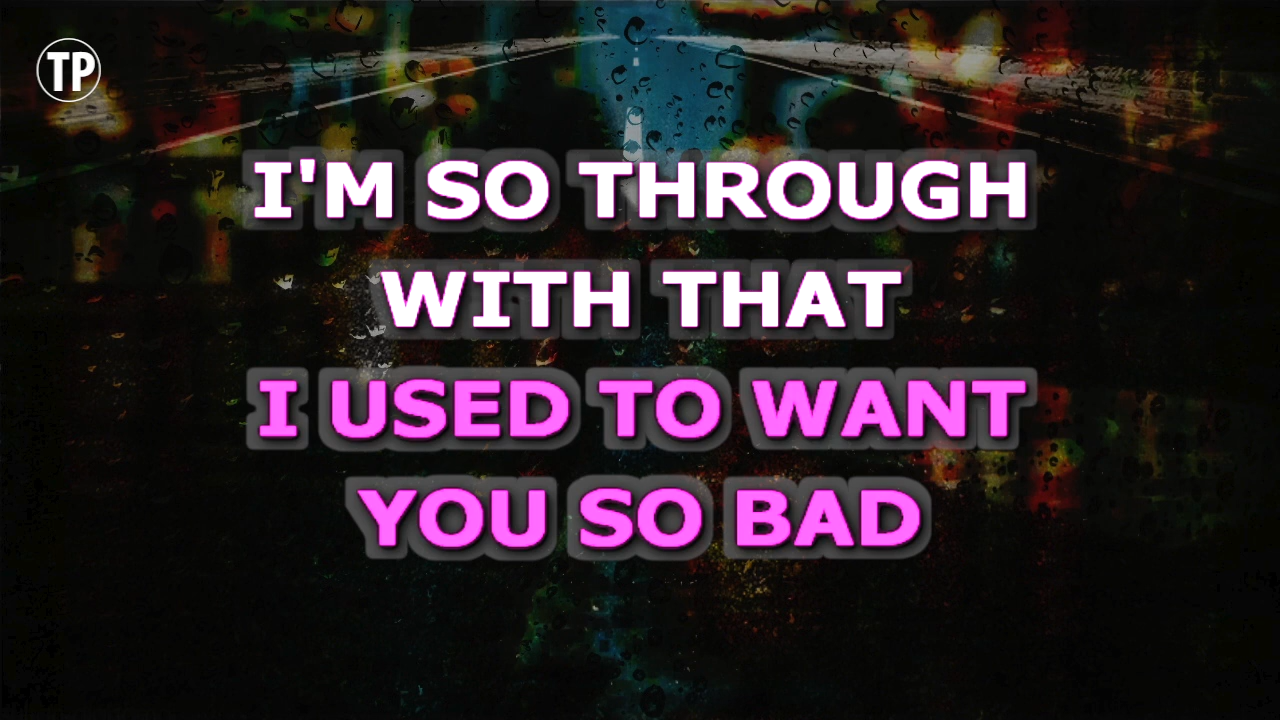 TP
I'M SO THROUGH
WITH THAT
I USED TO WANT
YOU SO BAD